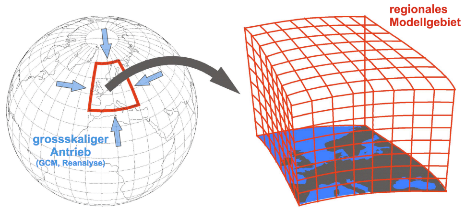 regionales
Modellgebiet
grossskaliger
Antrieb
(GCM, Reanalyse)